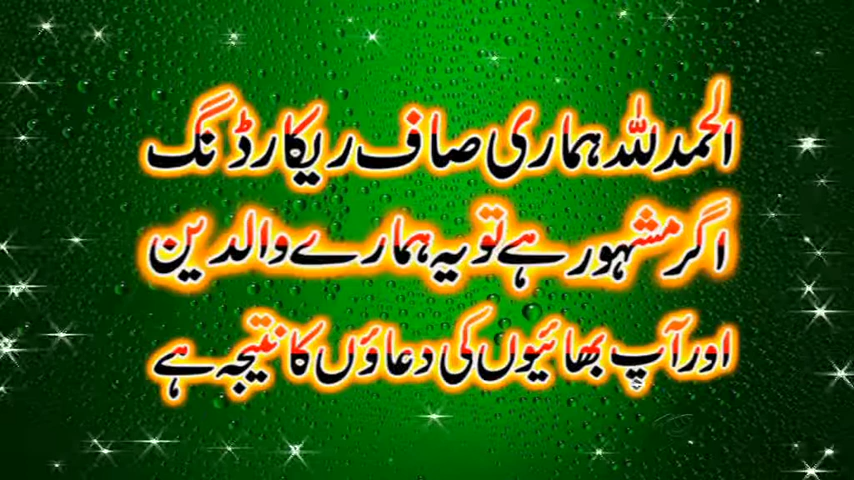 الحمدللہ ہماری صاف ریکارڈنگ
اگر مشہور ہے تو یہ ہمارے والدین
اور آپ بھائیوں کی دعاؤں کا نتیجہ ہے